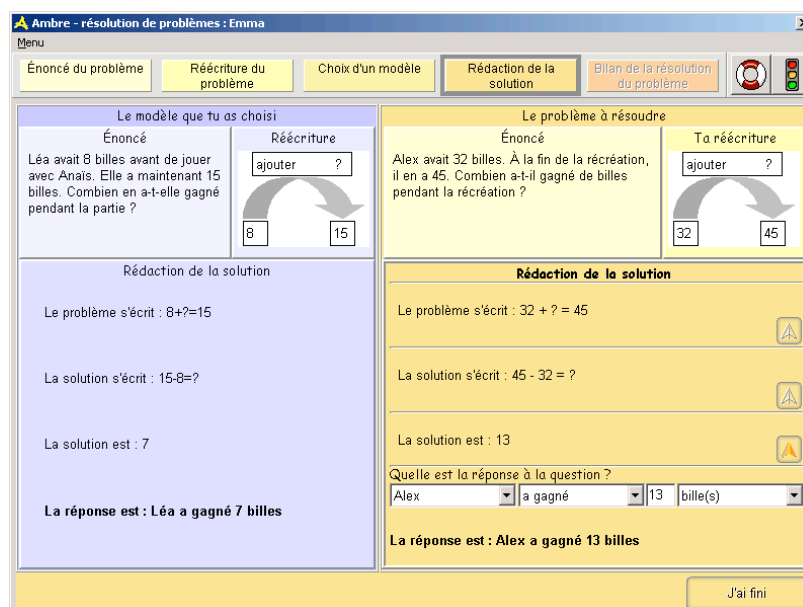 Ambre - résolution de problèmes : Emma
Menu
Énoncé du problème
Réécriture du
problème
Choix d'un modèle
Rédaction de la
solution
Bilan de la résolution
du problème
Le modèle que tu as choisi
Énoncé
Léa avait 8 billes avant de jouer
avec Anaïs. Elle a maintenant 15
billes. Combien en a-t-elle gagné
pendant la partie ?
Réécriture
ajouter ?
8 15
Rédaction de la solution
Le problème s'écrit : 8+?=15
La solution s'écrit : 15-8=?
La solution est : 7
La réponse est : Léa a gagné 7 billes
Le problème à résoudre
Énoncé
Alex avait 32 billes. À la fin de la récréation,
il en a 45. Combien a-t-il gagné de billes
pendant la récréation ?
Ta réécriture
ajouter ?
32 45
Rédaction de la solution
Le problème s'écrit : 32 + ? = 45
La solution s'écrit : 45 - 32 = ?
La solution est : 13
Quelle est la réponse à la question ?
Alex a gagné 13 bille(s)
La réponse est : Alex a gagné 13 billes
J'ai fini